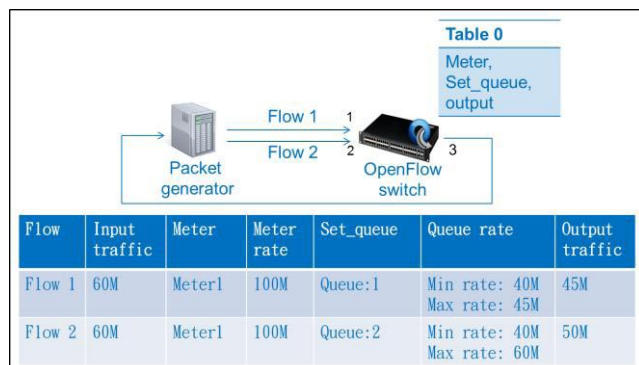 Table 0
Meter,
Set_queue,
output
Flow 1
1
Flow 2
2
3
Packet
generator
OpenFlow
switch
Flow Input traffic Meter Meter rate Set_queue Queue rate Output traffic
Flow 1 60M Meter1 100M Queue:1 Min rate: 40M Max rate: 45M 45M
Flow 2 60M Meter1 100M Queue:2 Min rate: 40M Max rate: 60M 50M